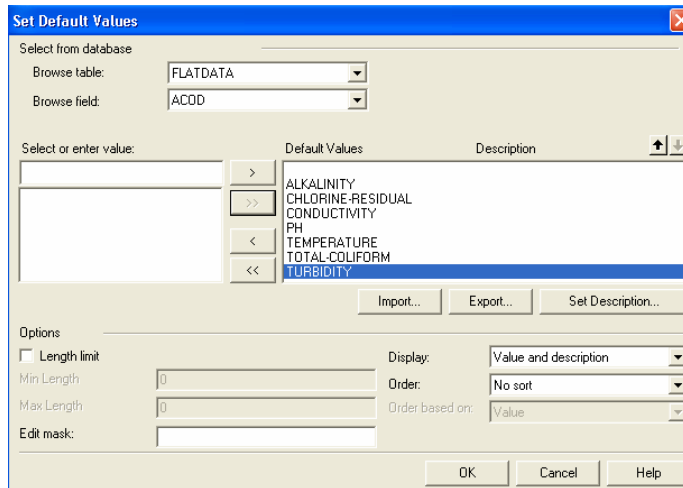 Set Default Values
Select from database
Browse table: FLATDATA
Browse field: ACOD
Select or enter value: Default Values Description
>
ALKALINITY
>> CHLORINE-RESIDUAL
CONDUCTIVITY
PH
< TEMPERATURE
TOTAL-COLIFORM
<< TURBIDITY
Import... Export... Set Description...
Options
Length limit Display: Value and description
Min Length 0 Order: No sort
Max Length 0 Order based on: Value
Edit mask:
OK Cancel Help